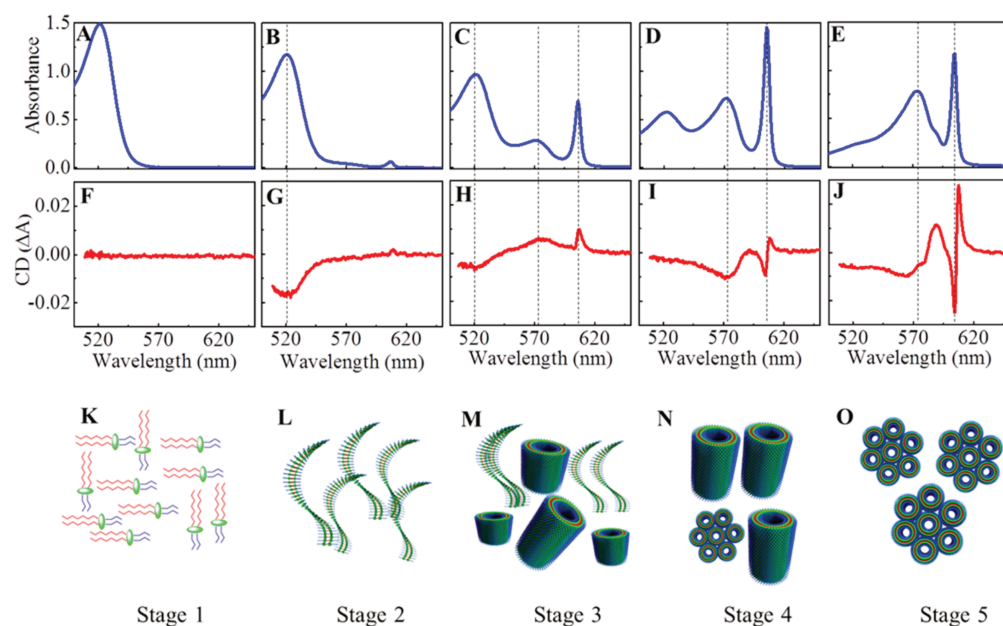 A B C D E
Absorbance
1.5
1.0
0.5
0.0
F G H I J
CD (ΔA)
0.02
0.00
-0.02
520 570 620 520 570 620 520 570 620 520 570 620 520 570 620
Wavelength (nm) Wavelength (nm) Wavelength (nm) Wavelength (nm) Wavelength (nm)
K L M N O
Stage 1 Stage 2 Stage 3 Stage 4 Stage 5